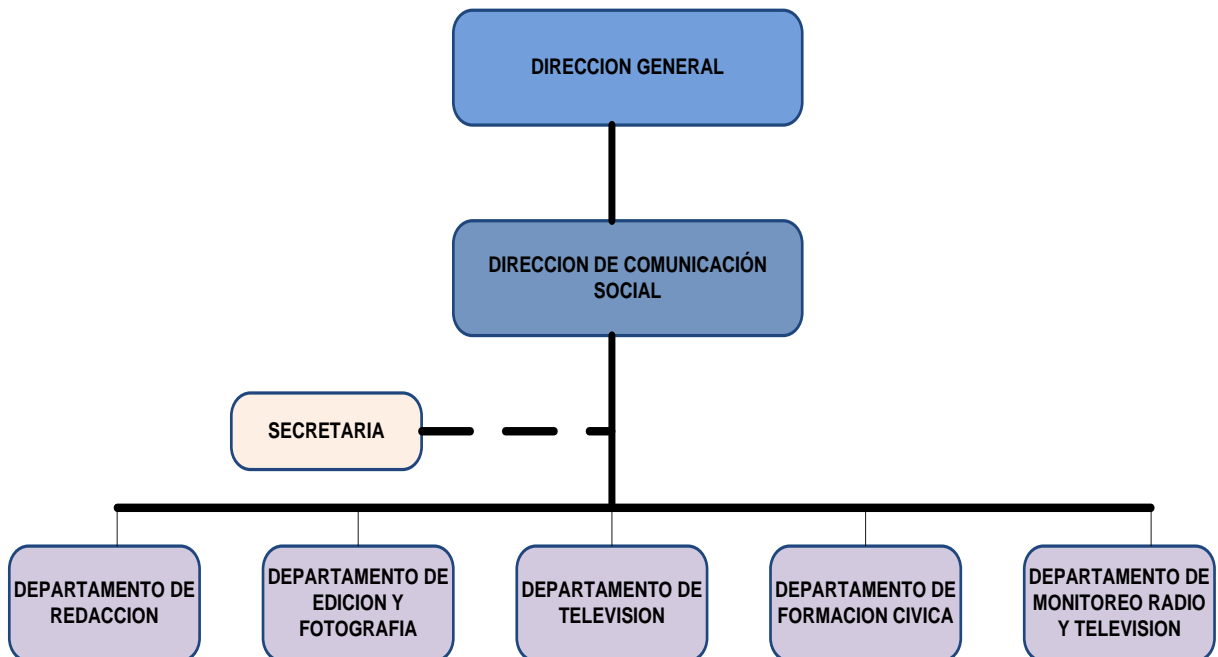 DIRECCION GENERAL
DIRECCION DE COMUNICACIÓN
SOCIAL
SECRETARIA
DEPARTAMENTO DE
REDACCION
DEPARTAMENTO DE
EDICION Y
FOTOGRAFIA
DEPARTAMENTO DE
TELEVISION
DEPARTAMENTO DE
FORMACION CIVICA
DEPARTAMENTO DE
MONITOREO RADIO
Y TELEVISION